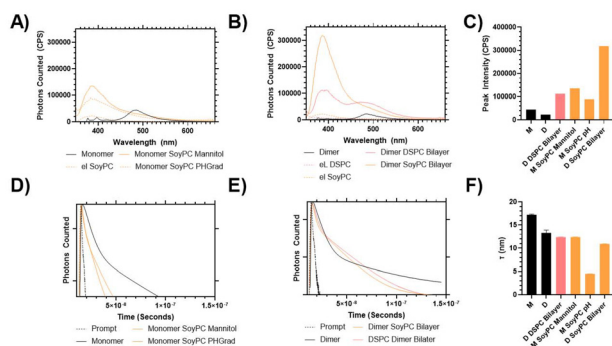 A)
Photons Counted (CPS)
300000
200000
100000
0
400
500
600
Wavelength (nm)
Monomer
Monomer SoyPC Mannitol
el SoyPC
Monomer SoyPC PHGrad
B)
Photons Counted (CPS)
300000
200000
100000
0
400
500
600
Wavelength (nm)
Dimer
Dimer DSPC Bilayer
eL DSPC
Dimer SoyPC Bilayer
el SoyPC
C)
Peak Intensity (CPS)
400000
300000
200000
100000
0
M
D
D DSPC Bilayer
M SoyPC Mannitol
M SoyPC pH
D SoyPC Bilayer
D)
Photons Counted
5.0×10⁻⁸
1.0×10⁻⁷
1.5×10⁻⁷
Time (Seconds)
Prompt
Monomer SoyPC Mannitol
Monomer
Monomer SoyPC PHGrad
E)
Photons Counted
5.0×10⁻⁸
1.0×10⁻⁷
1.5×10⁻⁷
Time (Seconds)
Prompt
Dimer SoyPC Bilayer
Dimer
DSPC Dimer Bilater
F)
τ (nm)
20
15
10
5
0
M
D
D DSPC Bilayer
M SoyPC Mannitol
M SoyPC pH
D SoyPC Bilayer